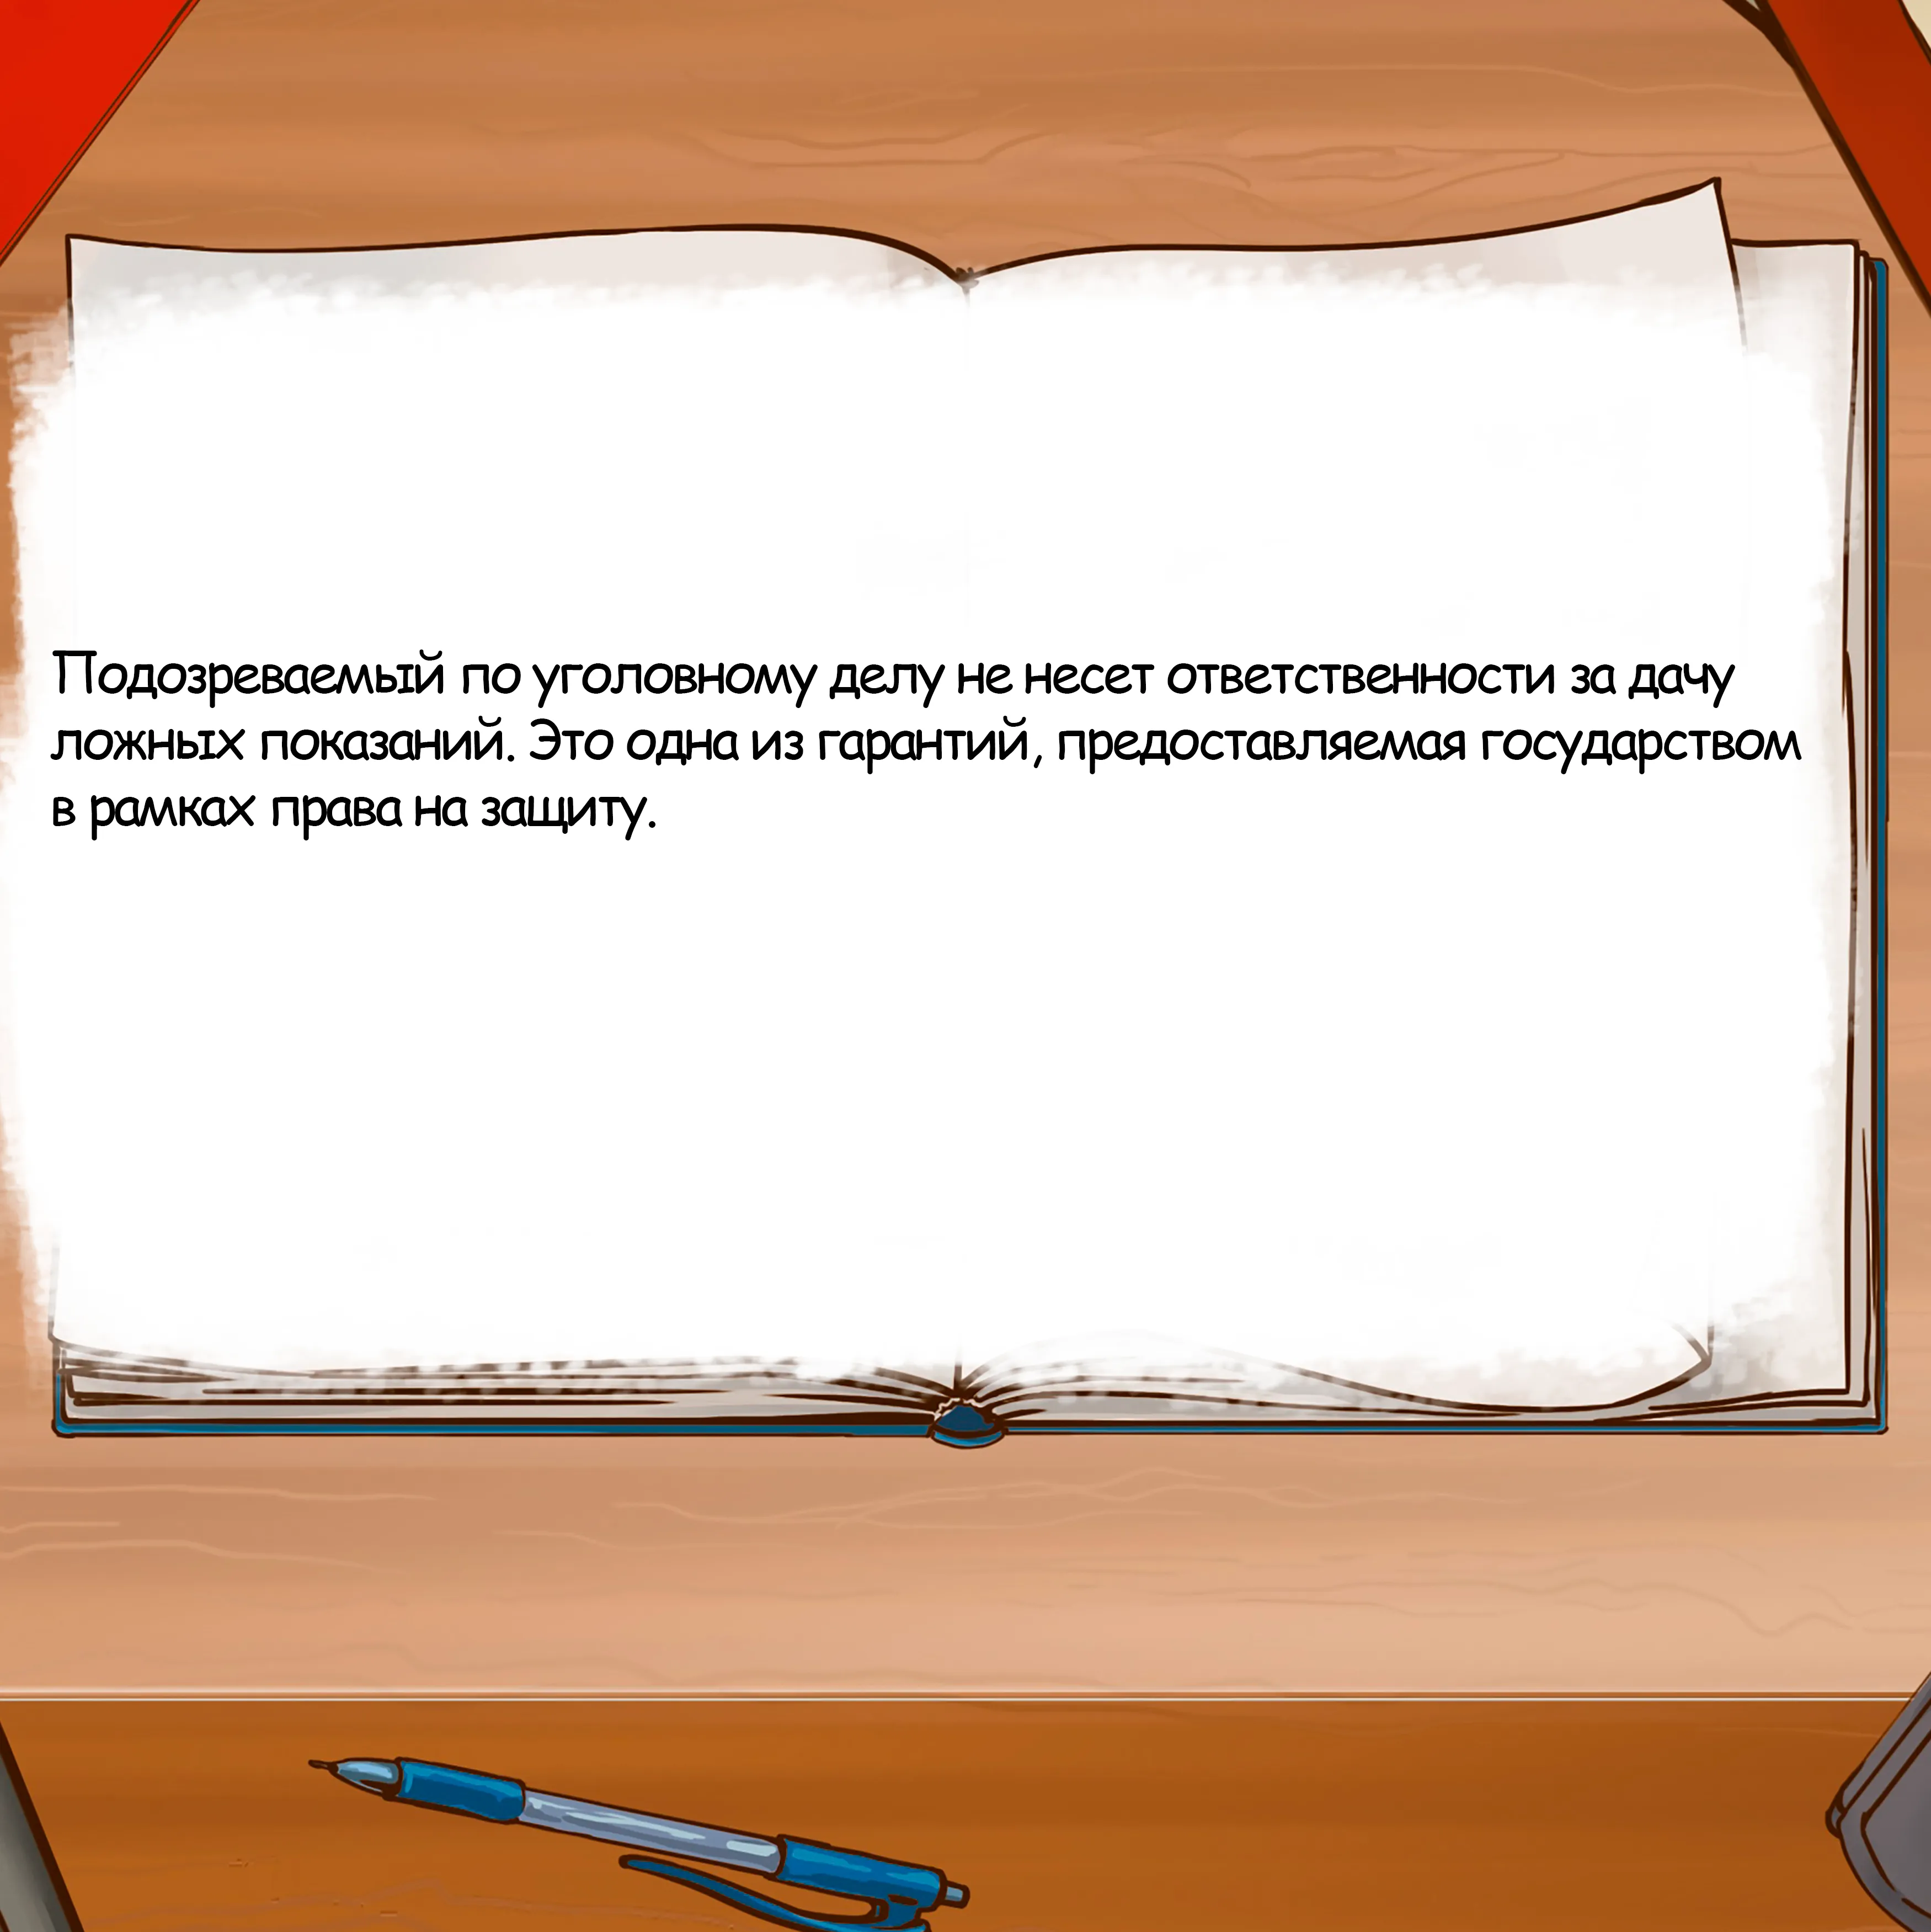 Подозреваемый по уголовному делу не несет ответственности за дачу
ложных показаний. Это одна из гарантий, предоставляемая государством
в рамках права на защиту.